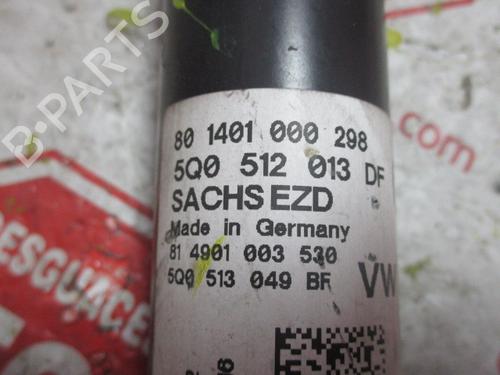 B-PARTS
80 1401 000 298
5Q0 512 013 DF
SACHS EZD
Made in Germany
81 4901 003 530
5Q0 513 049 BF
VW
DESGUACE